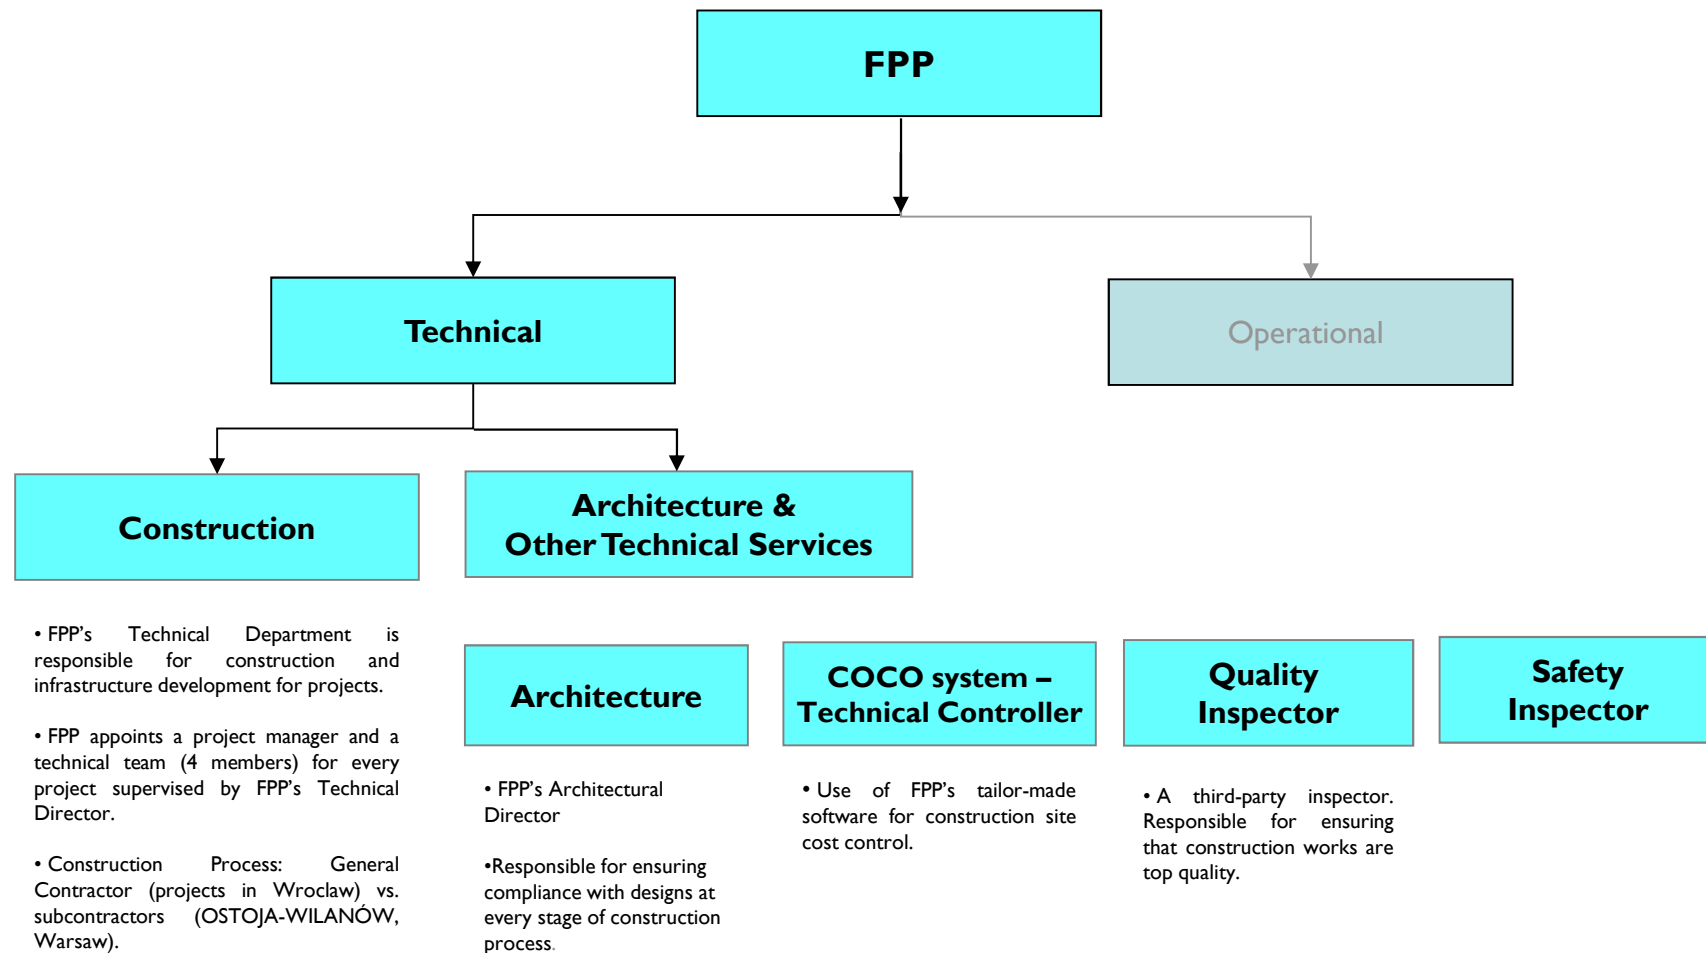 FPP
Technical
Operational
Construction
Architecture &
Other Technical Services
• FPP’s Technical Department is
responsible for construction and
infrastructure development for projects.
• FPP appoints a project manager and a
technical team (4 members) for every
project supervised by FPP’s Technical
Director.
• Construction Process: General
Contractor (projects in Wroclaw) vs.
subcontractors (OSTOJA-WILANÓW,
Warsaw).
Architecture
• FPP’s Architectural
Director
•Responsible for ensuring
compliance with designs at
every stage of construction
process.
COCO system –
Technical Controller
• Use of FPP’s tailor-made
software for construction site
cost control.
Quality
Inspector
• A third-party inspector.
Responsible for ensuring
that construction works are
top quality.
Safety
Inspector